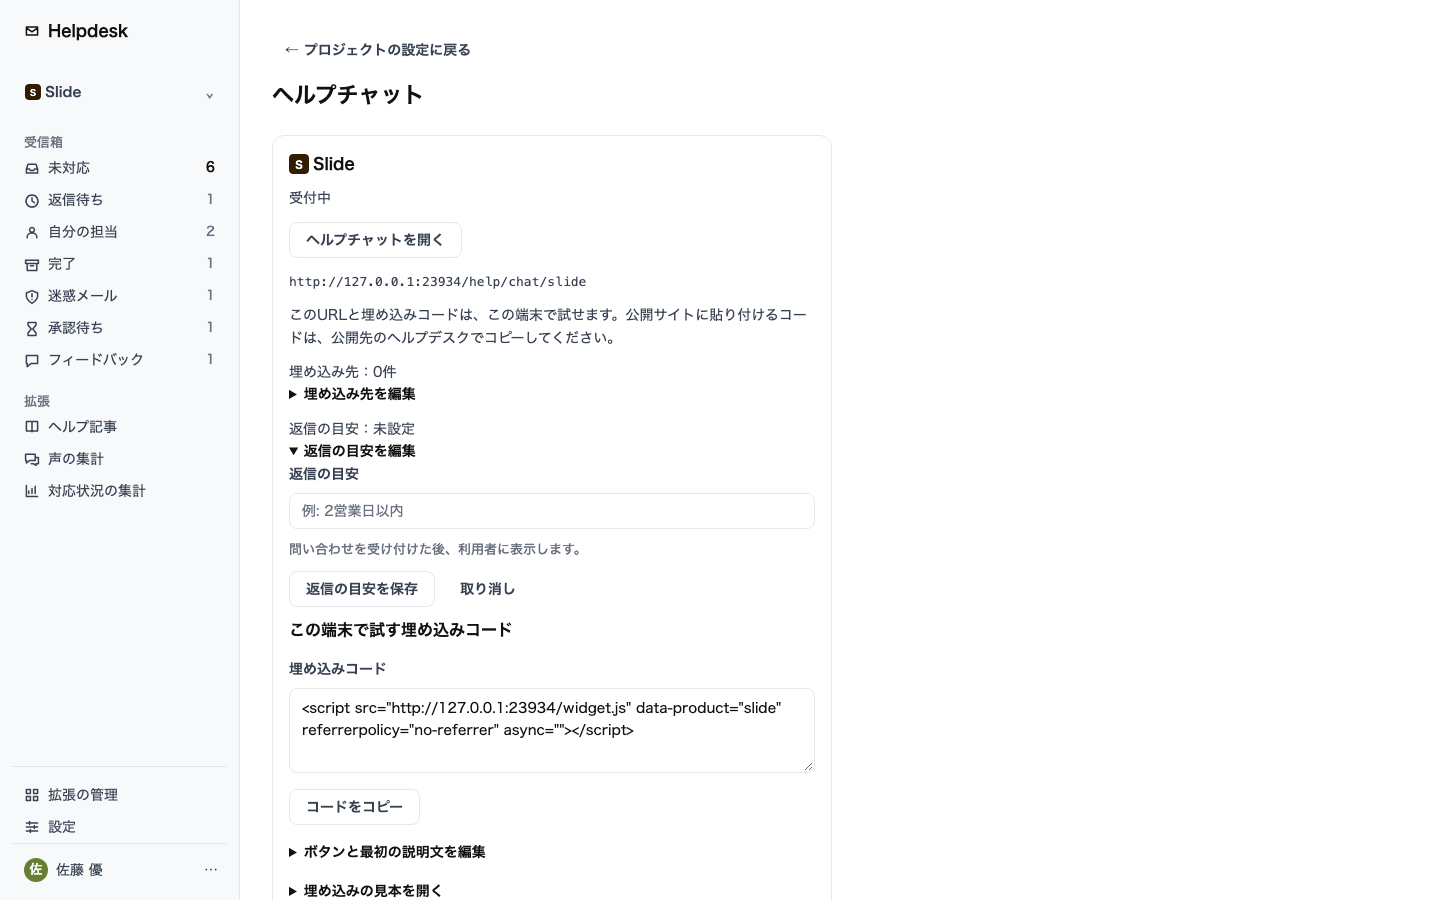 Helpdesk
S Slide
受信箱
未対応 6
返信待ち 1
自分の担当 2
完了 1
迷惑メール 1
承認待ち 1
フィードバック 1
拡張
ヘルプ記事
声の集計
対応状況の集計
拡張の管理
設定
佐 佐藤 優 …
← プロジェクトの設定に戻る
ヘルプチャット
S Slide
受付中
ヘルプチャットを開く
http://127.0.0.1:23934/help/chat/slide
このURLと埋め込みコードは、この端末で試せます。公開サイトに貼り付けるコー
ドは、公開先のヘルプデスクでコピーしてください。
埋め込み先：0件
▶ 埋め込み先を編集
返信の目安：未設定
▼ 返信の目安を編集
返信の目安
例: 2営業日以内
問い合わせを受け付けた後、利用者に表示します。
返信の目安を保存 取り消し
この端末で試す埋め込みコード
埋め込みコード
<script src="http://127.0.0.1:23934/widget.js" data-product="slide"
referrerpolicy="no-referrer" async=""></script>
コードをコピー
▶ ボタンと最初の説明文を編集
▶ 埋め込みの見本を開く